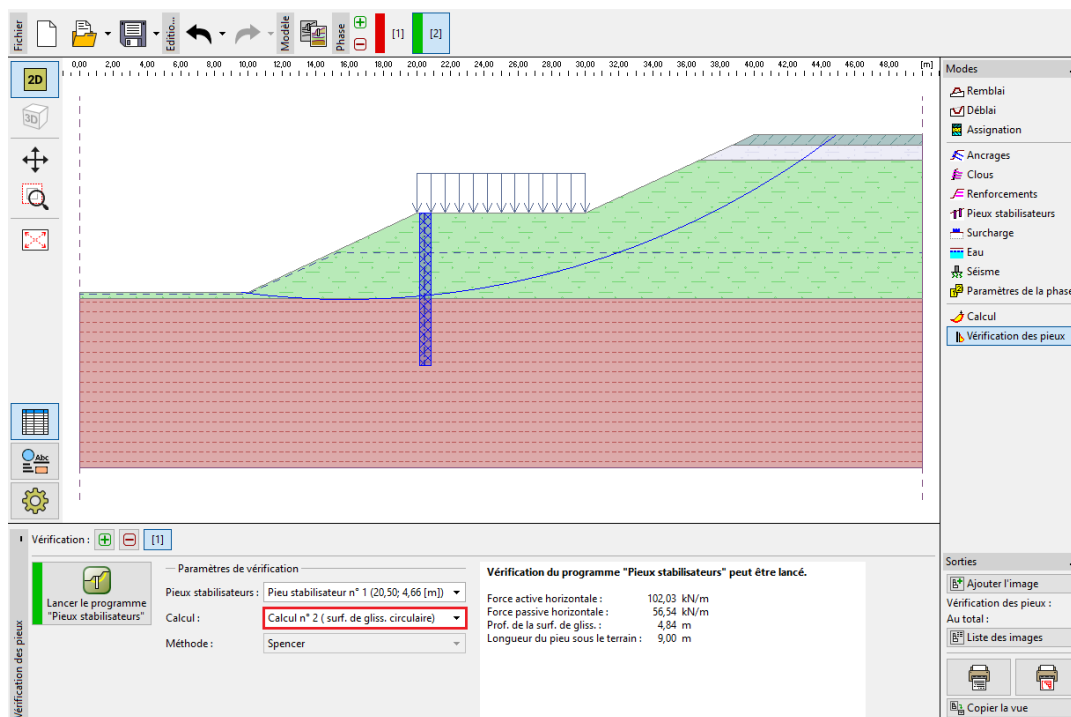 Fichier
Editio...
Modèle
Phase
[1]
[2]
2D
3D
0,00 2,00 4,00 6,00 8,00 10,00 12,00 14,00 16,00 18,00 20,00 22,00 24,00 26,00 28,00 30,00 32,00 34,00 36,00 38,00 40,00 42,00 44,00 46,00 48,00 [m]
Modes
Remblai
Déblai
Assignation
Ancrages
Clous
Renforcements
Pieux stabilisateurs
Surcharge
Eau
Séisme
Paramètres de la phase
Calcul
Vérification des pieux
Abc
Vérification :
[1]
Vérification des pieux
Lancer le programme
"Pieux stabilisateurs"
Paramètres de vérification
Pieux stabilisateurs : Pieu stabilisateur n° 1 (20,50; 4,66 [m])
Calcul : Calcul n° 2 ( surf. de gliss. circulaire)
Méthode : Spencer
Vérification du programme "Pieux stabilisateurs" peut être lancé.
Force active horizontale : 102,03 kN/m
Force passive horizontale : 56,54 kN/m
Prof. de la surf. de gliss. : 4,84 m
Longueur du pieu sous le terrain : 9,00 m
Sorties
Ajouter l'image
Vérification des pieux :
Au total :
Liste des images
Copier la vue